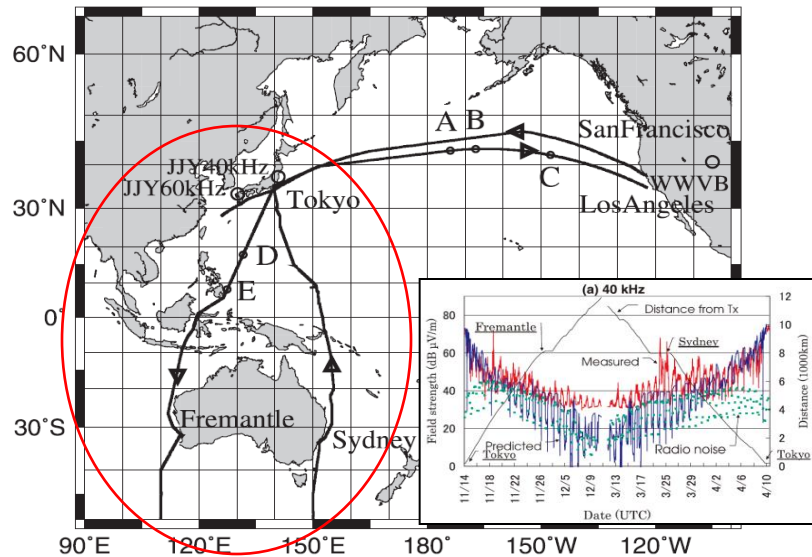 60°N
30°N
0°
30°S
90°E
120°E
150°E
150°W
120°W
A B
C
D
E
SanFrancisco
LosAngeles
WWVB
JJY40kHz
JJY60kHz
Tokyo
Fremantle
Sydney
(a) 40 kHz
Field strength (dB μV/m)
80
60
40
20
0
Distance (1000km)
12
10
8
6
4
2
0
Fremantle
Distance from Tx
Sydney
Measured
Predicted
Radio noise
Tokyo
Tokyo
11/14
11/18
11/22
11/26
12/5
12/9
3/13
3/17
3/25
3/29
4/2
4/6
4/10
Date (UTC)